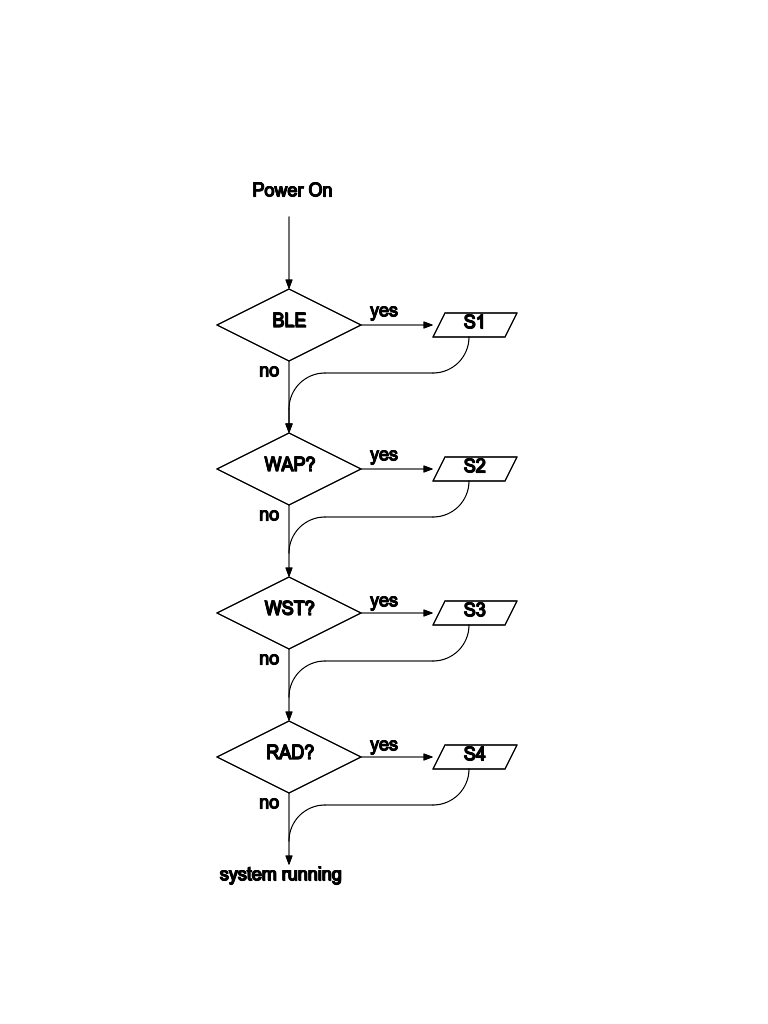 Power On
BLE
yes
S1
no
WAP?
yes
S2
no
WST?
yes
S3
no
RAD?
yes
S4
no
system running